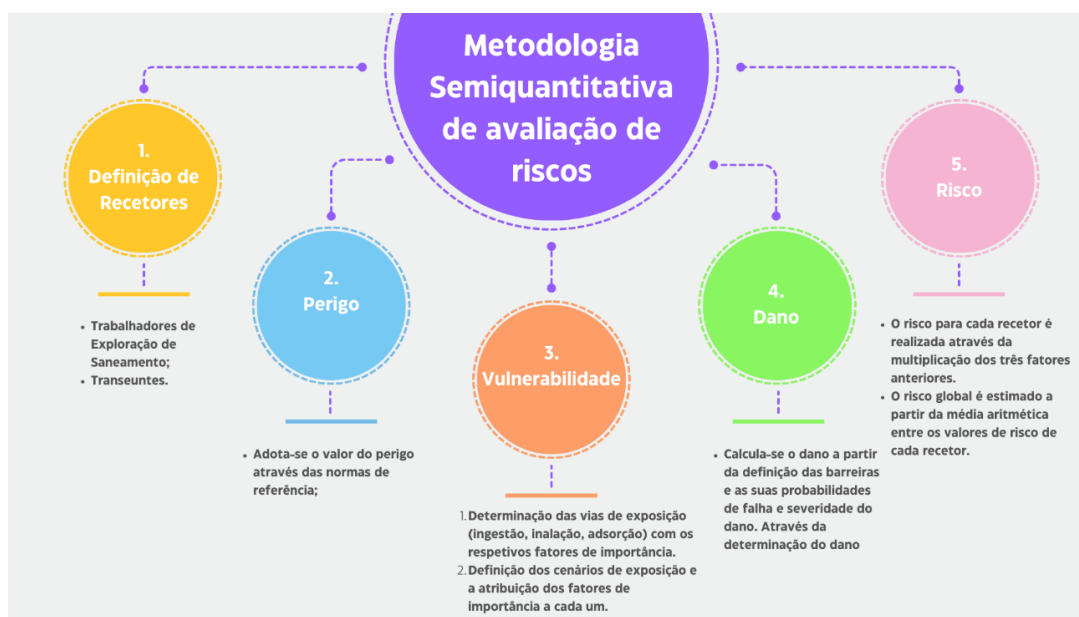 Metodologia
Semiquantitativa
de avaliação de
riscos
1.
Definição de
Recetores
• Trabalhadores de
Exploração de
Saneamento;
• Transeuntes.
2.
Perigo
• Adota-se o valor do perigo
através das normas de
referência;
3.
Vulnerabilidade
1. Determinação das vias de exposição
(ingestão, inalação, adsorção) com os
respetivos fatores de importância.
2. Definição dos cenários de exposição e
a atribuição dos fatores de
importância a cada um.
4.
Dano
• Calcula-se o dano a partir
da definição das barreiras
e as suas probabilidades
de falha e severidade do
dano. Através da
determinação do dano
5.
Risco
• O risco para cada recetor é
realizada através da
multiplicação dos três fatores
anteriores.
• O risco global é estimado a
partir da média aritmética
entre os valores de risco de
cada recetor.